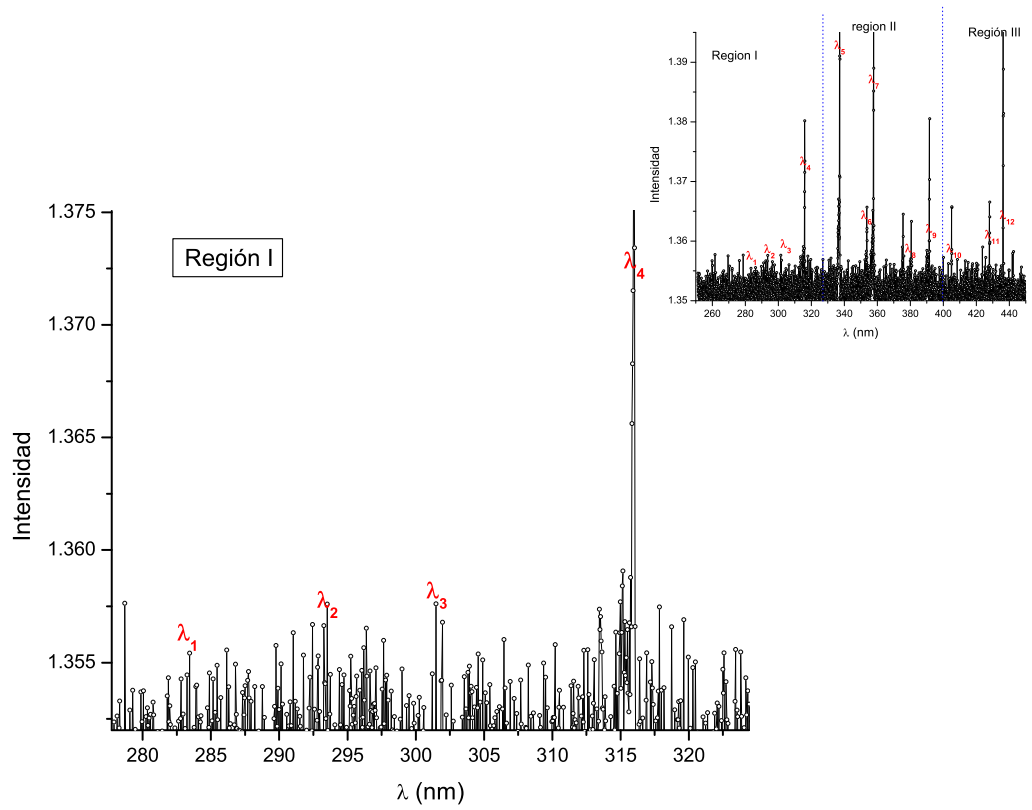 Región I
Intensidad
1.375
1.370
1.365
1.360
1.355
λ1
λ2
λ3
λ4
280
285
290
295
300
305
310
315
320
λ (nm)
Region I
region II
Región III
Intensidad
1.39
1.38
1.37
1.36
1.35
λ1
λ2
λ3
λ4
λ5
λ6
λ7
λ8
λ9
λ10
λ11
λ12
260
280
300
320
340
360
380
400
420
440
λ (nm)